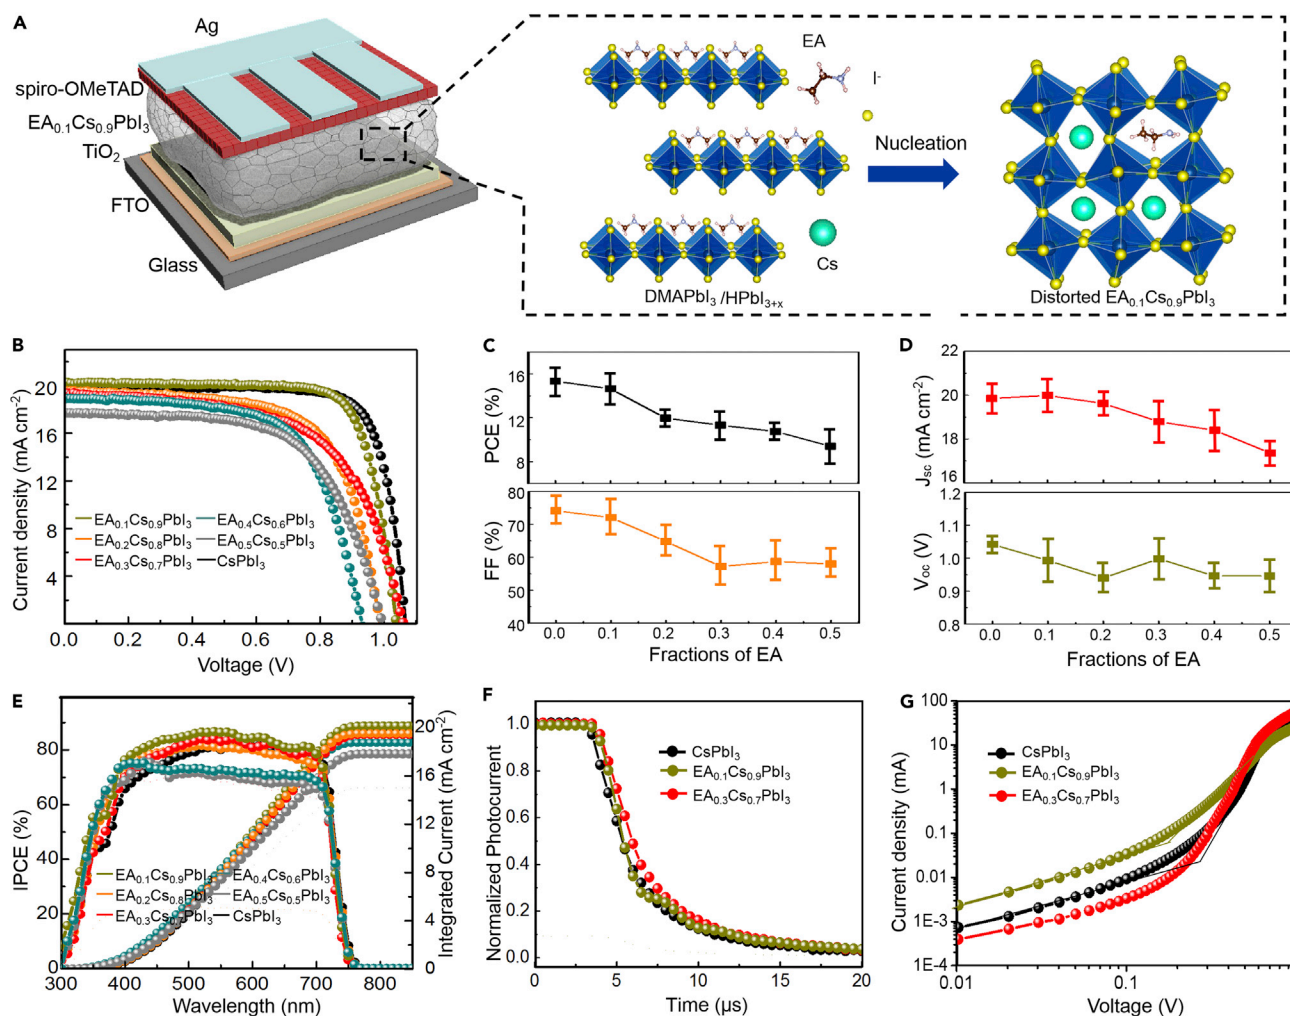 A
Ag
spiro-OMeTAD
EA0.1Cs0.9PbI3
TiO2
FTO
Glass
EA
I-
Cs
DMAPbI3 /HPbI3+x
Nucleation
Distorted EA0.1Cs0.9PbI3
B
Current density (mA cm-2)
20
16
12
8
4
EA0.1Cs0.9PbI3
EA0.2Cs0.8PbI3
EA0.3Cs0.7PbI3
EA0.4Cs0.6PbI3
EA0.5Cs0.5PbI3
CsPbI3
0.0 0.2 0.4 0.6 0.8 1.0
Voltage (V)
C
PCE (%)
16
12
8
FF (%)
80
70
60
50
40
0.0 0.1 0.2 0.3 0.4 0.5
Fractions of EA
D
Jsc (mA cm-2)
22
20
18
16
Voc (V)
1.2
1.1
1.0
0.9
0.8
0.0 0.1 0.2 0.3 0.4 0.5
Fractions of EA
E
IPCE (%)
80
60
40
20
0
EA0.1Cs0.9PbI3
EA0.2Cs0.8PbI3
EA0.3Cs0.7PbI3
EA0.4Cs0.6PbI3
EA0.5Cs0.5PbI3
CsPbI3
20
16
12
8
4
0
Integrated Current (mA cm-2)
300 400 500 600 700 800
Wavelength (nm)
F
Normalized Photocurrent
1.0
0.8
0.6
0.4
0.2
0.0
CsPbI3
EA0.1Cs0.9PbI3
EA0.3Cs0.7PbI3
0 5 10 15 20
Time (μs)
G
Current density (mA)
100
10
1
0.1
0.01
1E-3
1E-4
CsPbI3
EA0.1Cs0.9PbI3
EA0.3Cs0.7PbI3
0.01 0.1
Voltage (V)